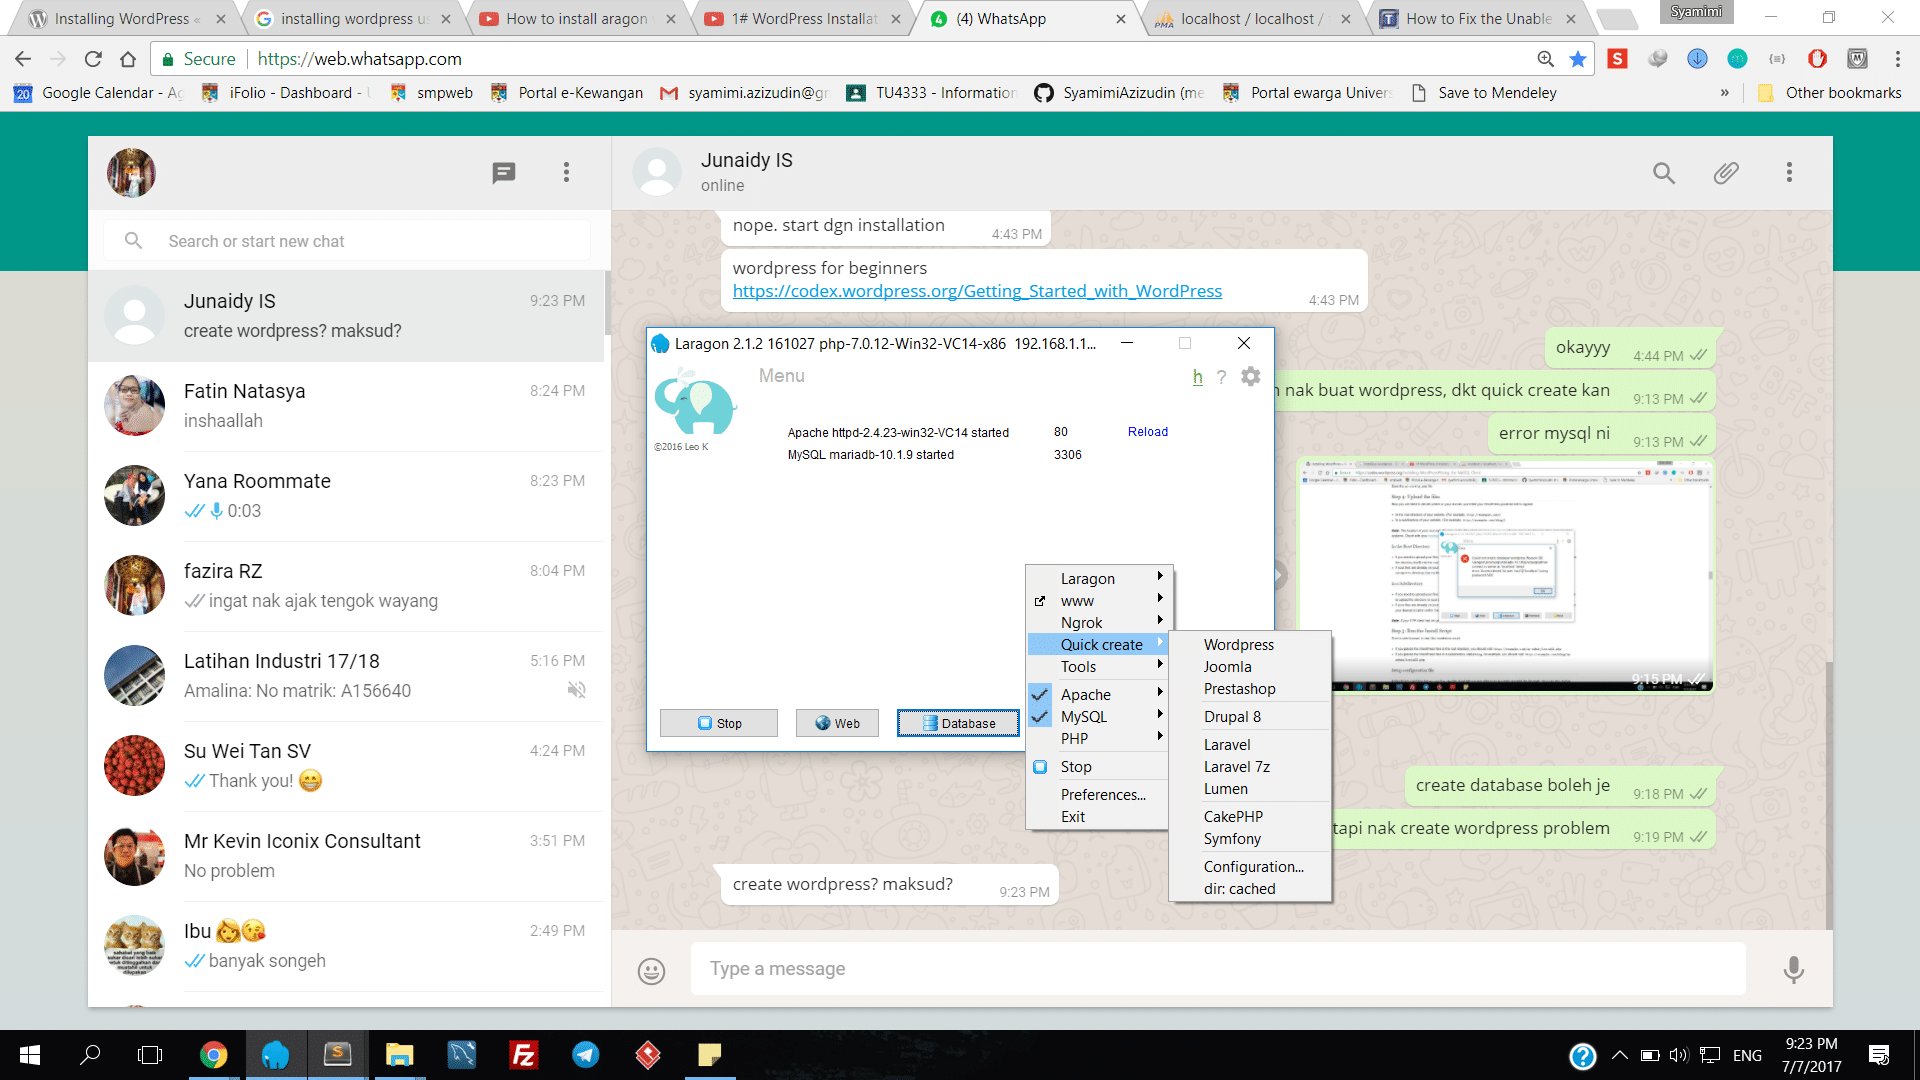 Installing WordPress «
installing wordpress us
How to install aragon
1# WordPress Installat
(4) WhatsApp
localhost / localhost /
How to Fix the Unable
Syamimi
Secure
https://web.whatsapp.com
Google Calendar - Ag
iFolio - Dashboard -
smpweb
Portal e-Kewangan
syamimi.azizudin@gm
TU4333 - Information
SyamimiAzizudin (me
Portal ewarga Univers
Save to Mendeley
»
Other bookmarks
Search or start new chat
Junaidy IS
9:23 PM
create wordpress? maksud?
Fatin Natasya
8:24 PM
inshaallah
Yana Roommate
8:23 PM
0:03
fazira RZ
8:04 PM
ingat nak ajak tengok wayang
Latihan Industri 17/18
5:16 PM
Amalina: No matrik: A156640
Su Wei Tan SV
4:24 PM
Thank you! 😁
Mr Kevin Iconix Consultant
3:51 PM
No problem
Ibu
2:49 PM
banyak songeh
Junaidy IS
online
nope. start dgn installation
4:43 PM
wordpress for beginners
https://codex.wordpress.org/Getting_Started_with_WordPress
4:43 PM
okayyy
4:44 PM
nak buat wordpress, dkt quick create kan
9:13 PM
error mysql ni
9:13 PM
9:15 PM
create database boleh je
9:18 PM
tapi nak create wordpress problem
9:19 PM
create wordpress? maksud?
9:23 PM
Type a message
Laragon 2.1.2 161027 php-7.0.12-Win32-VC14-x86 192.168.1.1...
Menu
h
?
©2016 Leo K
Apache httpd-2.4.23-win32-VC14 started
80
Reload
MySQL mariadb-10.1.9 started
3306
Stop
Web
Database
Laragon
www
Ngrok
Quick create
Tools
Apache
MySQL
PHP
Stop
Preferences...
Exit
Wordpress
Joomla
Prestashop
Drupal 8
Laravel
Laravel 7z
Lumen
CakePHP
Symfony
Configuration...
dir: cached
ENG
9:23 PM
7/7/2017